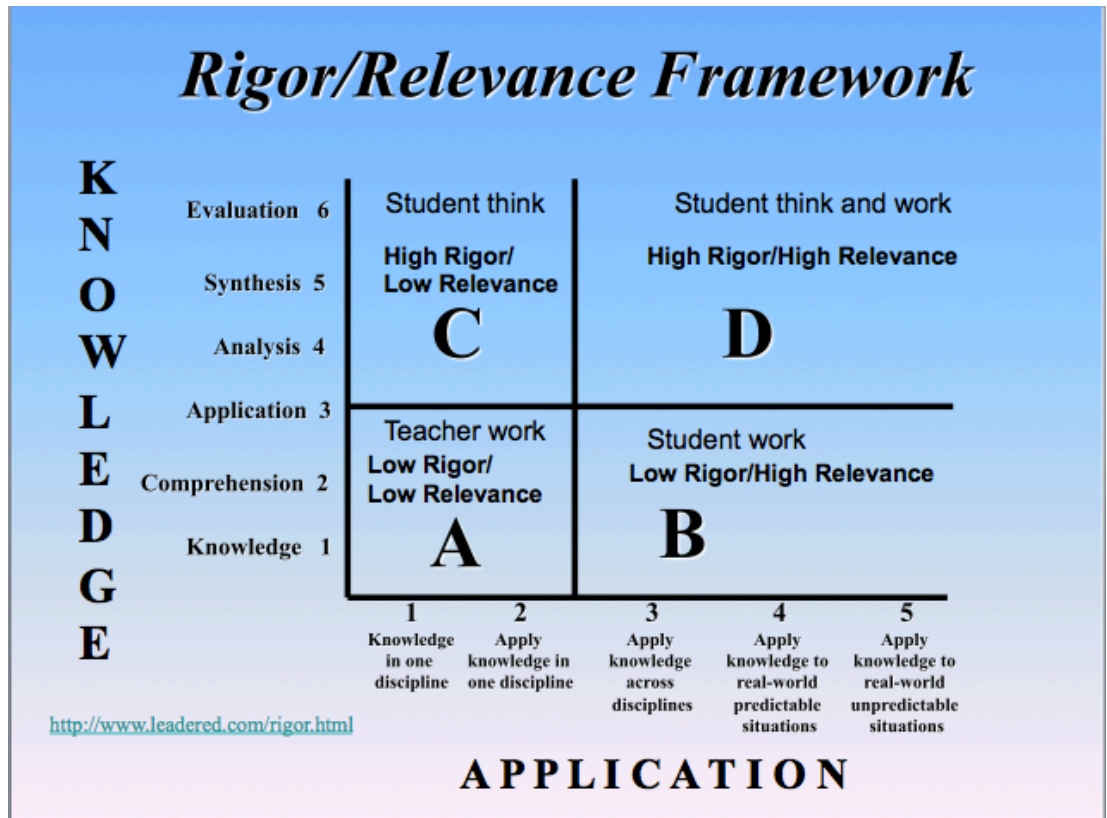 Rigor/Relevance Framework
KNOWLEDGE
Evaluation 6
Synthesis 5
Analysis 4
Application 3
Comprehension 2
Knowledge 1
Student think
High Rigor/
Low Relevance
C
Student think and work
High Rigor/High Relevance
D
Teacher work
Low Rigor/
Low Relevance
A
Student work
Low Rigor/High Relevance
B
1
Knowledge
in one
discipline
2
Apply
knowledge in
one discipline
3
Apply
knowledge
across
disciplines
4
Apply
knowledge to
real-world
predictable
situations
5
Apply
knowledge to
real-world
unpredictable
situations
http://www.leadered.com/rigor.html
APPLICATION